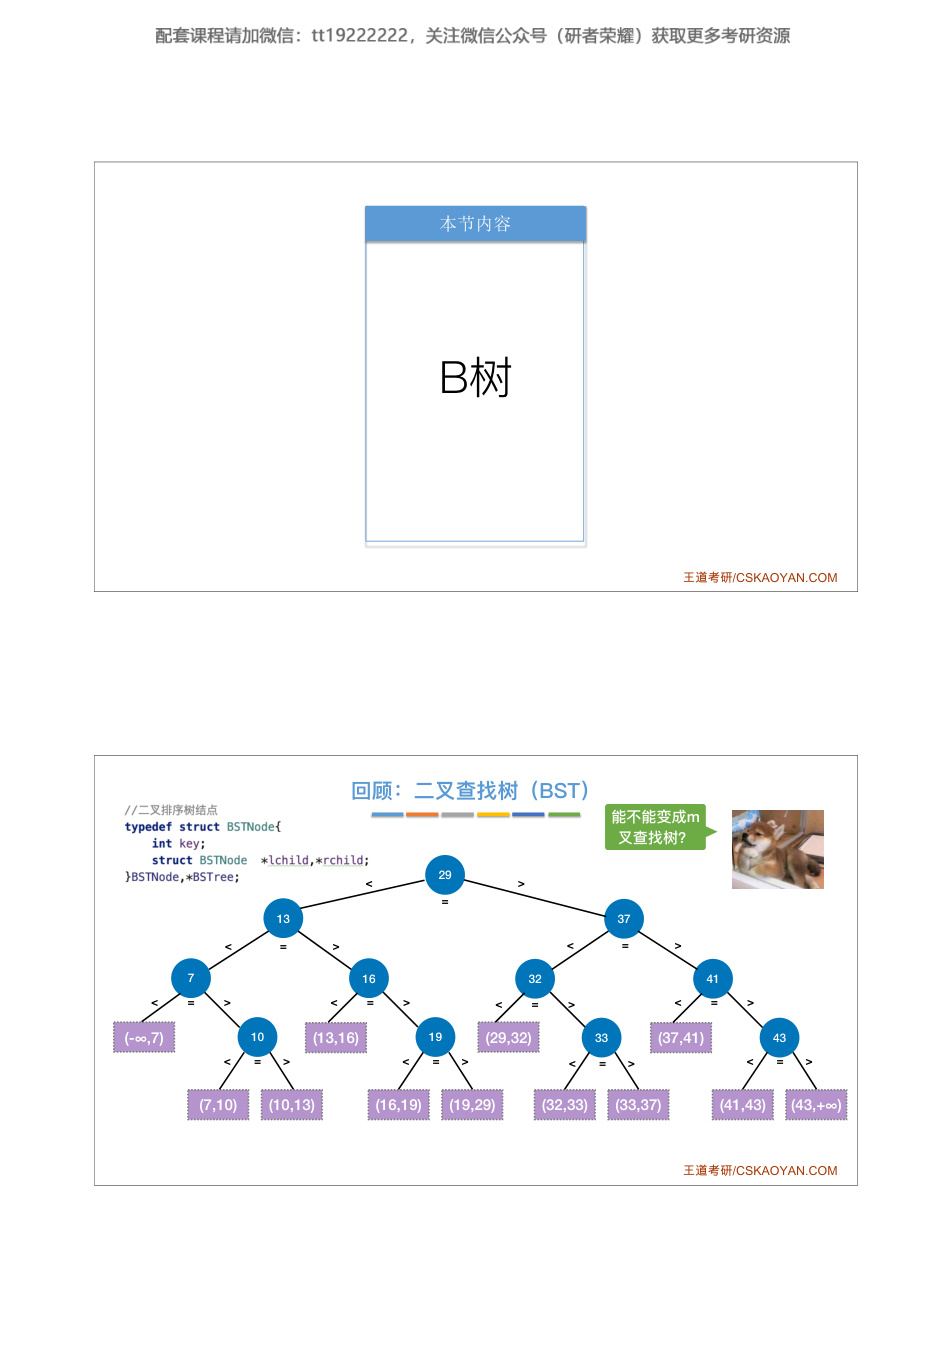 配套课程请加微信：tt19222222，关注微信公众号（研者荣耀）获取更多考研资源
本节内容
B树
王道考研/CSKAOYAN.COM
回顾：二叉查找树（BST）
//二叉排序树结点
typedef struct BSTNode{
    int key;
    struct BSTNode  *lchild,*rchild;
}BSTNode,*BSTree;
能不能变成m
叉查找树？
29
< = >
13 37
< = > < = >
7 16 32 41
< = > < = > < = > < = >
(-∞,7) 10 (13,16) 19 (29,32) 33 (37,41) 43
< = > < = > < = > < = >
(7,10) (10,13) (16,19) (19,29) (32,33) (33,37) (41,43) (43,+∞)
王道考研/CSKAOYAN.COM